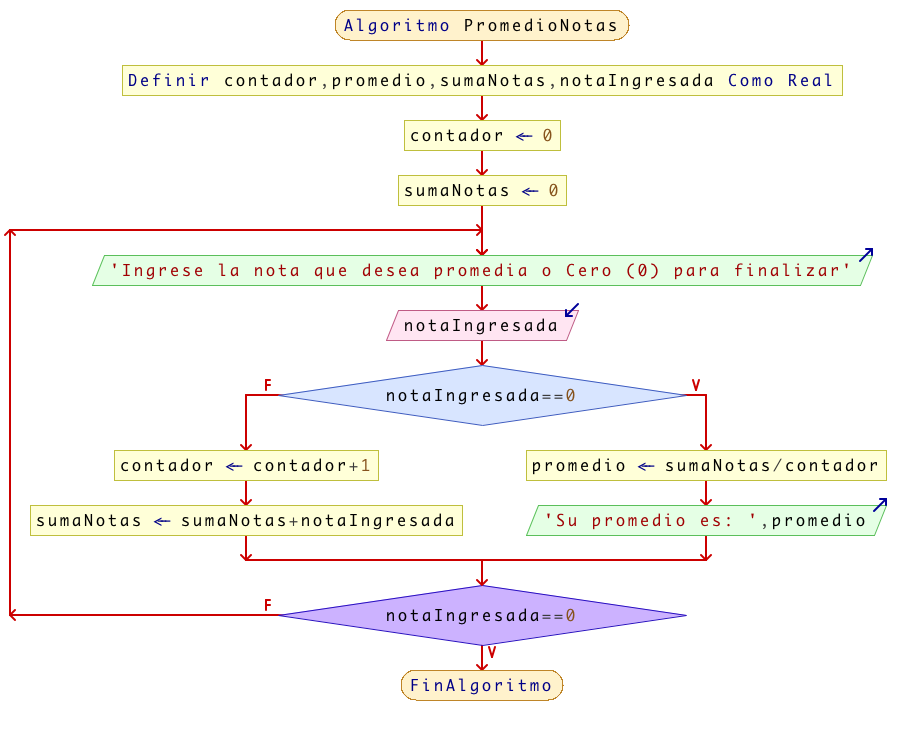 Algoritmo PromedioNotas
Definir contador,promedio,sumaNotas,notaIngresada Como Real
contador ← 0
sumaNotas ← 0
'Ingrese la nota que desea promedia o Cero (0) para finalizar'
notaIngresada
F
V
notaIngresada==0
contador ← contador+1
promedio ← sumaNotas/contador
sumaNotas ← sumaNotas+notaIngresada
'Su promedio es: ',promedio
F
notaIngresada==0
V
FinAlgoritmo